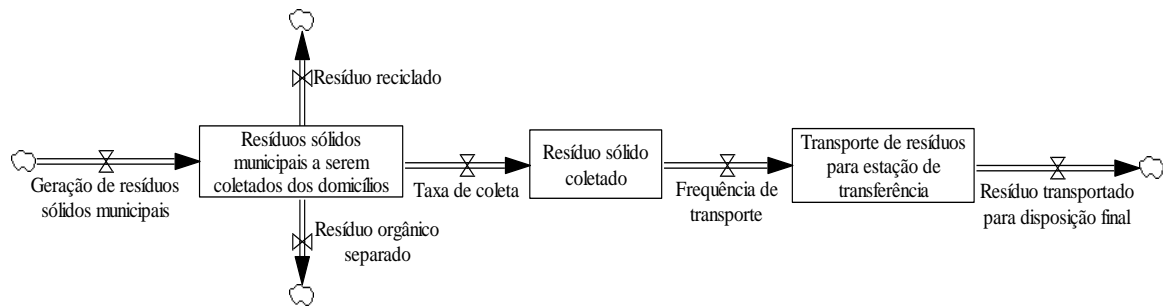 Resíduo reciclado
Resíduos sólidos
municipais a serem
coletados dos domicílios
Geração de resíduos
sólidos municipais
Taxa de coleta
Resíduo sólido
coletado
Frequência de
transporte
Transporte de resíduos
para estação de
transferência
Resíduo transportado
para disposição final
Resíduo orgânico
separado